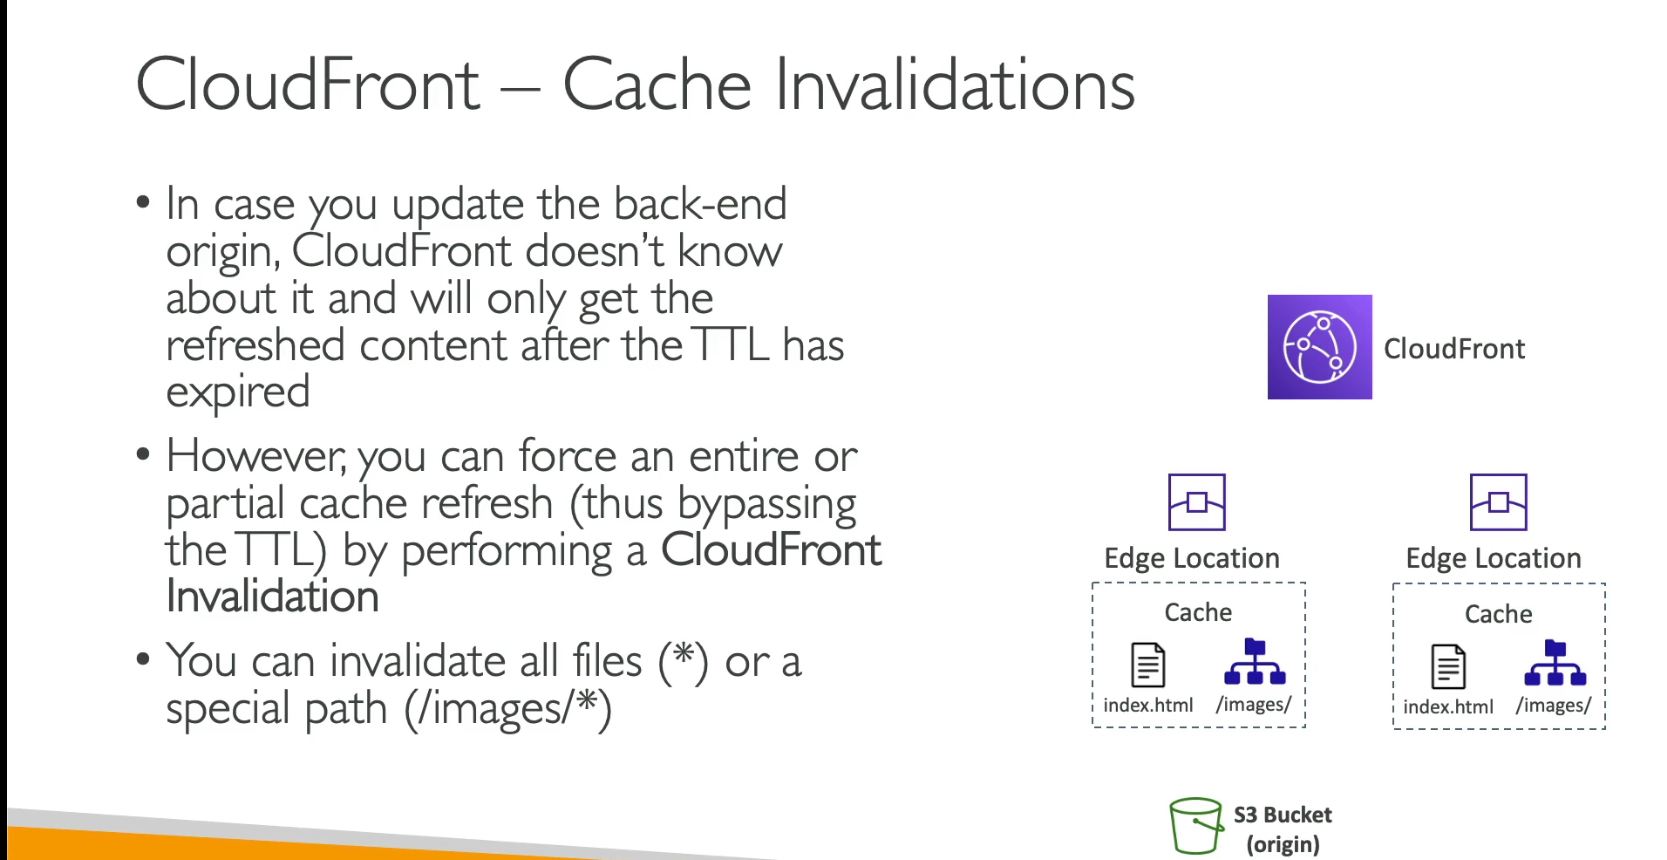 CloudFront – Cache Invalidations
• In case you update the back-end
origin, CloudFront doesn't know
about it and will only get the
refreshed content after the TTL has
expired
• However, you can force an entire or
partial cache refresh (thus bypassing
the TTL) by performing a CloudFront
Invalidation
• You can invalidate all files (*) or a
special path (/images/*)
CloudFront
Edge Location
Cache
index.html
/images/
Edge Location
Cache
index.html
/images/
S3 Bucket
(origin)